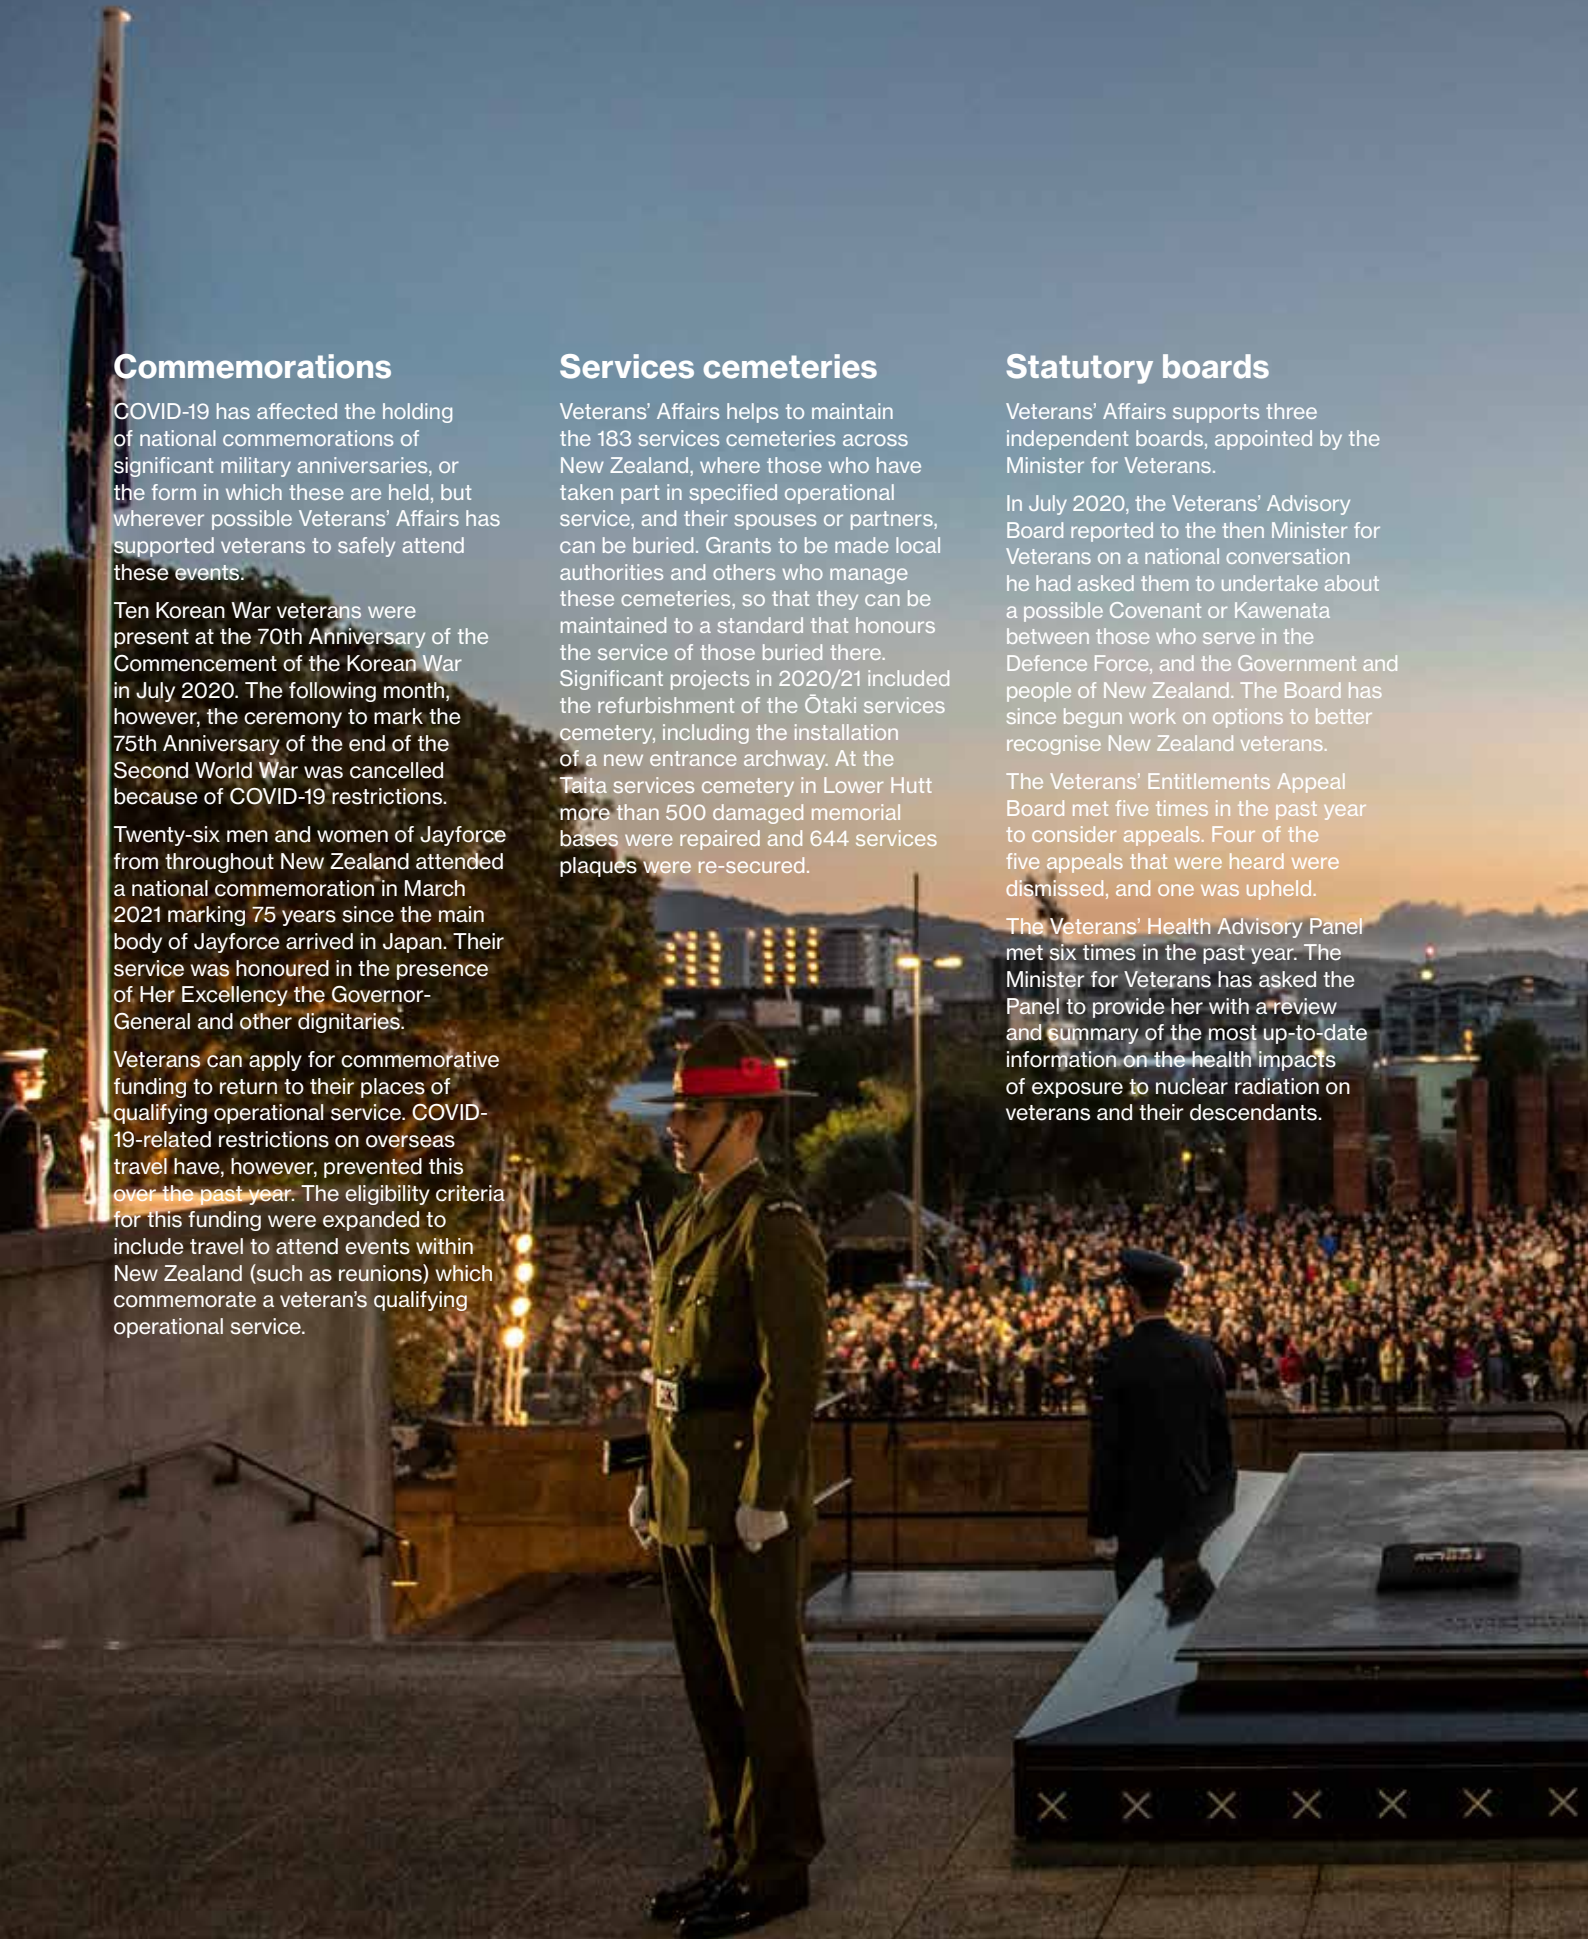 Commemorations
COVID-19 has affected the holding
of national commemorations of
significant military anniversaries, or
the form in which these are held, but
wherever possible Veterans' Affairs has
supported veterans to safely attend
these events.
Ten Korean War veterans were
present at the 70th Anniversary of the
Commencement of the Korean War
in July 2020. The following month,
however, the ceremony to mark the
75th Anniversary of the end of the
Second World War was cancelled
because of COVID-19 restrictions.
Twenty-six men and women of Jayforce
from throughout New Zealand attended
a national commemoration in March
2021 marking 75 years since the main
body of Jayforce arrived in Japan. Their
service was honoured in the presence
of Her Excellency the Governor-
General and other dignitaries.
Veterans can apply for commemorative
funding to return to their places of
qualifying operational service. COVID-
19-related restrictions on overseas
travel have, however, prevented this
over the past year. The eligibility criteria
for this funding were expanded to
include travel to attend events within
New Zealand (such as reunions) which
commemorate a veteran's qualifying
operational service.
Services cemeteries
Veterans' Affairs helps to maintain
the 183 services cemeteries across
New Zealand, where those who have
taken part in specified operational
service, and their spouses or partners,
can be buried. Grants to be made local
authorities and others who manage
these cemeteries, so that they can be
maintained to a standard that honours
the service of those buried there.
Significant projects in 2020/21 included
the refurbishment of the Ōtaki services
cemetery, including the installation
of a new entrance archway. At the
Taita services cemetery in Lower Hutt
more than 500 damaged memorial
bases were repaired and 644 services
plaques were re-secured.
Statutory boards
Veterans' Affairs supports three
independent boards, appointed by the
Minister for Veterans.
In July 2020, the Veterans' Advisory
Board reported to the then Minister for
Veterans on a national conversation
he had asked them to undertake about
a possible Covenant or Kawenata
between those who serve in the
Defence Force, and the Government and
people of New Zealand. The Board has
since begun work on options to better
recognise New Zealand veterans.
The Veterans' Entitlements Appeal
Board met five times in the past year
to consider appeals. Four of the
five appeals that were heard were
dismissed, and one was upheld.
The Veterans' Health Advisory Panel
met six times in the past year. The
Minister for Veterans has asked the
Panel to provide her with a review
and summary of the most up-to-date
information on the health impacts
of exposure to nuclear radiation on
veterans and their descendants.